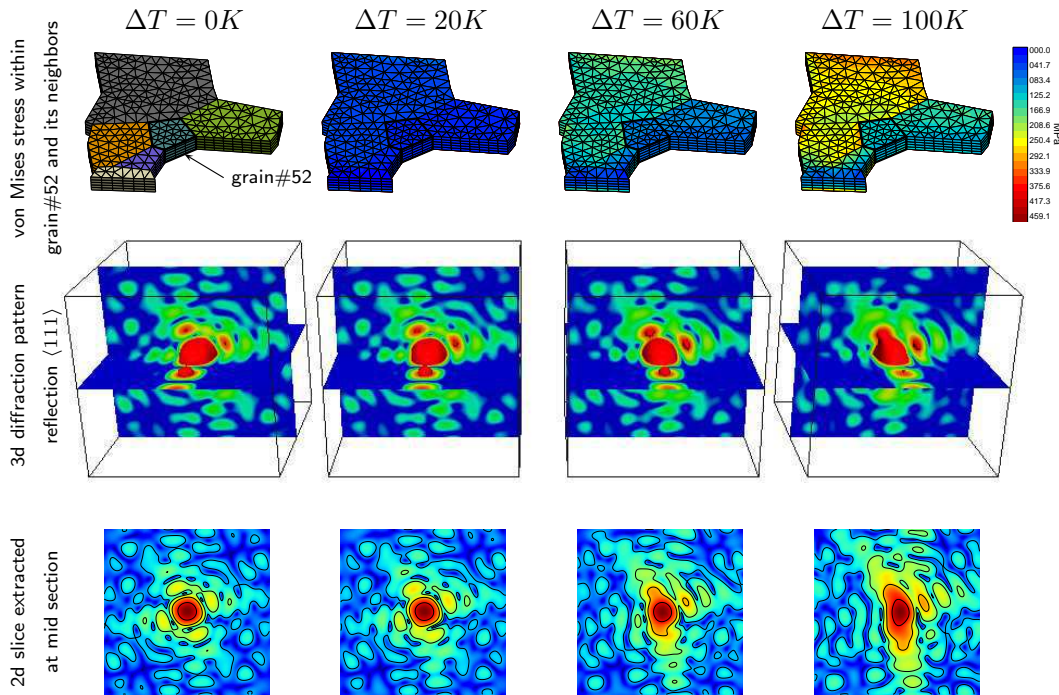 ΔT = 0K
ΔT = 20K
ΔT = 60K
ΔT = 100K
von Mises stress within
grain#52 and its neighbors
grain#52
000.0
041.7
083.4
125.2
166.9
208.6
250.4
292.1
333.9
375.6
417.3
459.1
MPa
3d diffraction pattern
reflection ⟨111⟩
2d slice extracted
at mid section